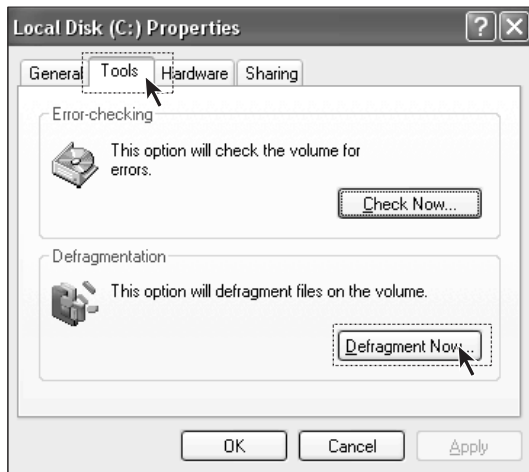 Local Disk (C:) Properties
General Tools Hardware Sharing
Error-checking
This option will check the volume for
errors.
Check Now...
Defragmentation
This option will defragment files on the volume.
Defragment Now...
OK Cancel Apply